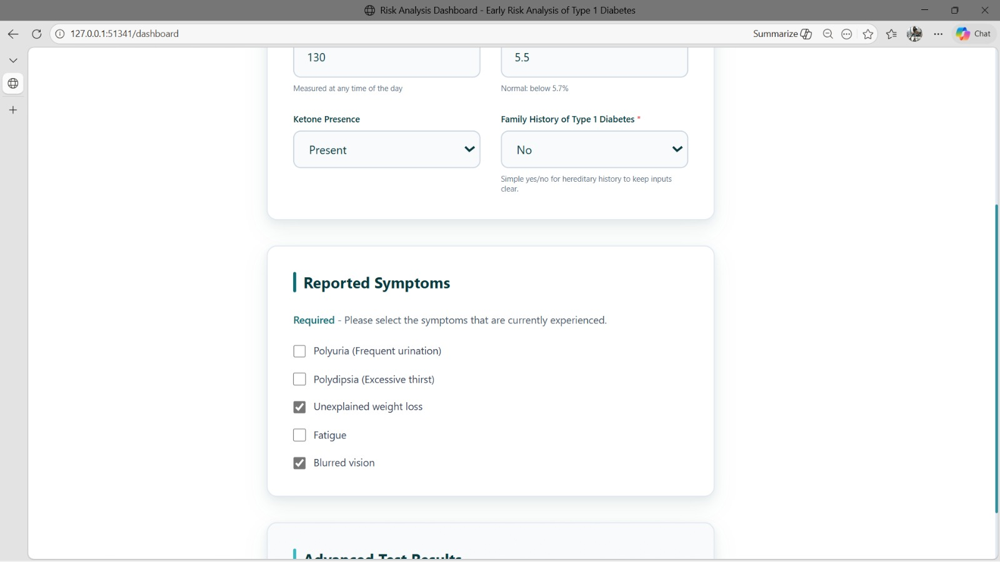 Risk Analysis Dashboard - Early Risk Analysis of Type 1 Diabetes
127.0.0.1:51341/dashboard
Summarize
Chat
130
5.5
Measured at any time of the day
Normal: below 5.7%
Ketone Presence
Family History of Type 1 Diabetes *
Present
No
Simple yes/no for hereditary history to keep inputs
clear.
Reported Symptoms
Required - Please select the symptoms that are currently experienced.
Polyuria (Frequent urination)
Polydipsia (Excessive thirst)
Unexplained weight loss
Fatigue
Blurred vision
Advanced Test Results